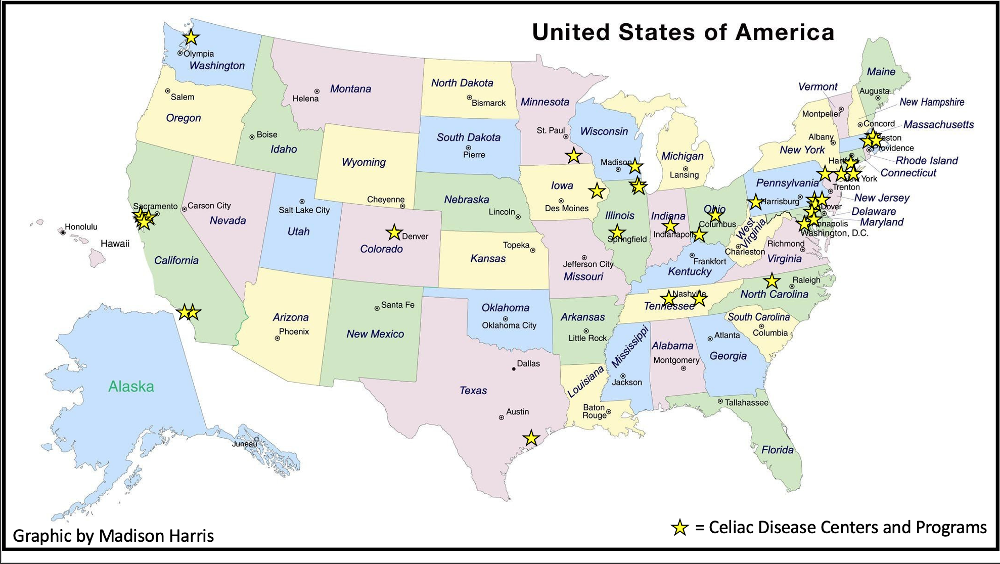 United States of America
Olympia
Washington
Salem
Oregon
Helena
Montana
Boise
Idaho
North Dakota
Bismarck
South Dakota
Pierre
Minnesota
St. Paul
Wisconsin
Madison
Michigan
Lansing
Vermont
Montpelier
Maine
Augusta
New Hampshire
Concord
Massachusetts
Albany
New York
Providence
Rhode Island
Connecticut
Wyoming
Cheyenne
Nebraska
Lincoln
Iowa
Des Moines
Illinois
Springfield
Indiana
Ohio
Columbus
Pennsylvania
Harrisburg
New York
Trenton
New Jersey
Dover
Delaware
Maryland
Washington, D.C.
Sacramento
Carson City
Nevada
California
Salt Lake City
Utah
Denver
Colorado
Topeka
Kansas
Jefferson City
Missouri
Frankfort
Kentucky
West
Virginia
Charleston
Richmond
Virginia
Honolulu
Hawaii
Raleigh
North Carolina
Nashville
Tennessee
South Carolina
Columbia
Arizona
Phoenix
Santa Fe
New Mexico
Oklahoma
Oklahoma City
Arkansas
Little Rock
Mississippi
Jackson
Alabama
Montgomery
Atlanta
Georgia
Dallas
Texas
Austin
Louisiana
Baton
Rouge
Tallahassee
Florida
Alaska
Juneau
Graphic by Madison Harris
= Celiac Disease Centers and Programs